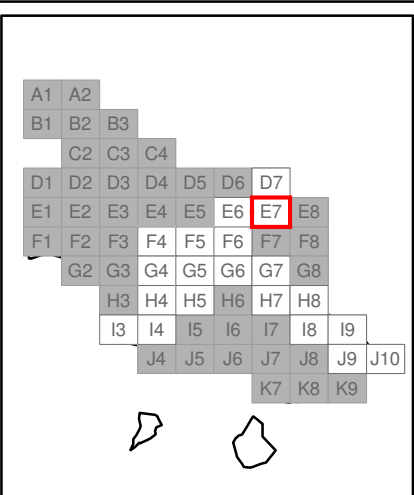 A1 A2
B1 B2 B3
C2 C3 C4
D1 D2 D3 D4 D5 D6 D7
E1 E2 E3 E4 E5 E6 E7 E8
F1 F2 F3 F4 F5 F6 F7 F8
G2 G3 G4 G5 G6 G7 G8
H3 H4 H5 H6 H7 H8
I3 I4 I5 I6 I7 I8 I9
J4 J5 J6 J7 J8 J9 J10
K7 K8 K9